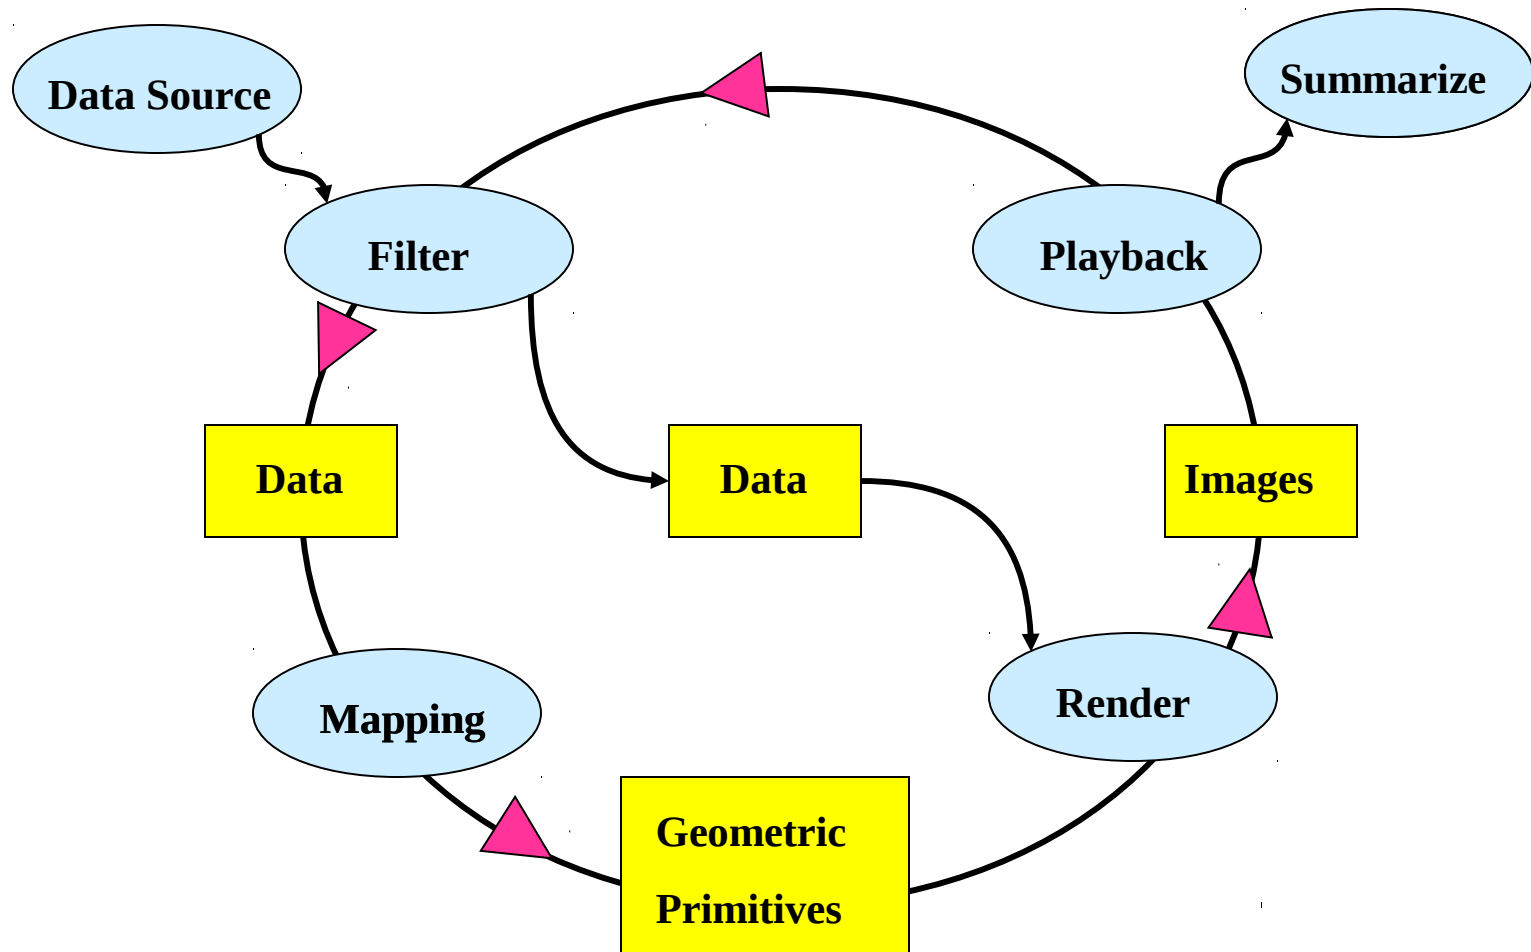 Data Source
Summarize
Filter
Playback
Data
Data
Images
Mapping
Render
Geometric
Primitives